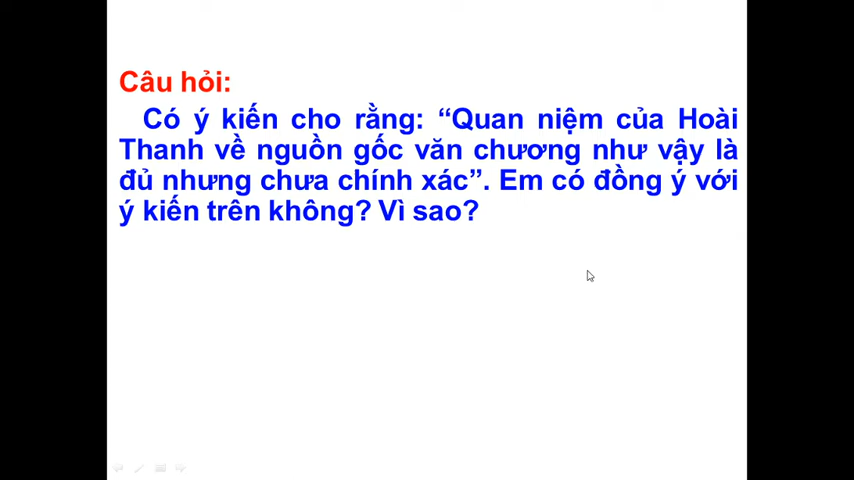 Câu hỏi:
Có ý kiến cho rằng: “Quan niệm của Hoài
Thanh về nguồn gốc văn chương như vậy là
đủ nhưng chưa chính xác”. Em có đồng ý với
ý kiến trên không? Vì sao?